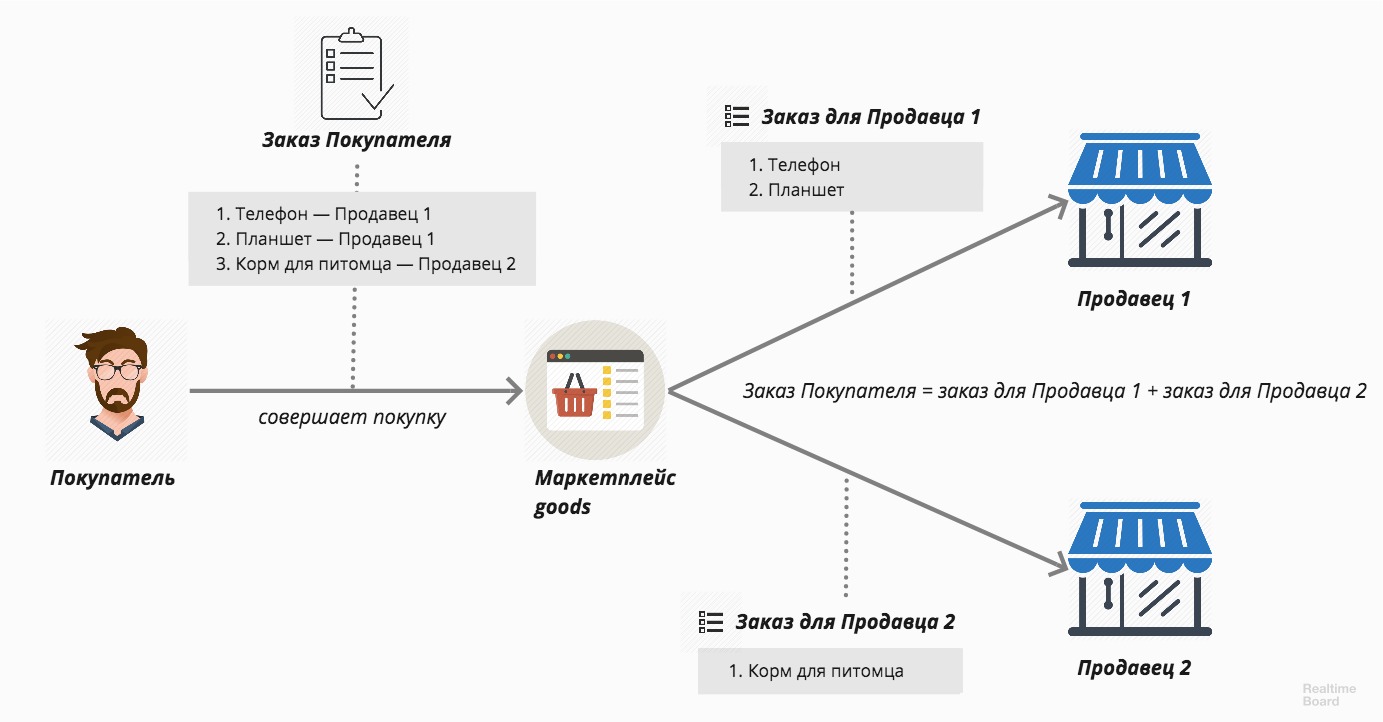 Заказ Покупателя
1. Телефон — Продавец 1
2. Планшет — Продавец 1
3. Корм для питомца — Продавец 2
Покупатель
совершает покупку
Маркетплейс
goods
Заказ для Продавца 1
1. Телефон
2. Планшет
Продавец 1
Заказ Покупателя = заказ для Продавца 1 + заказ для Продавца 2
Заказ для Продавца 2
1. Корм для питомца
Продавец 2
Realtime
Board